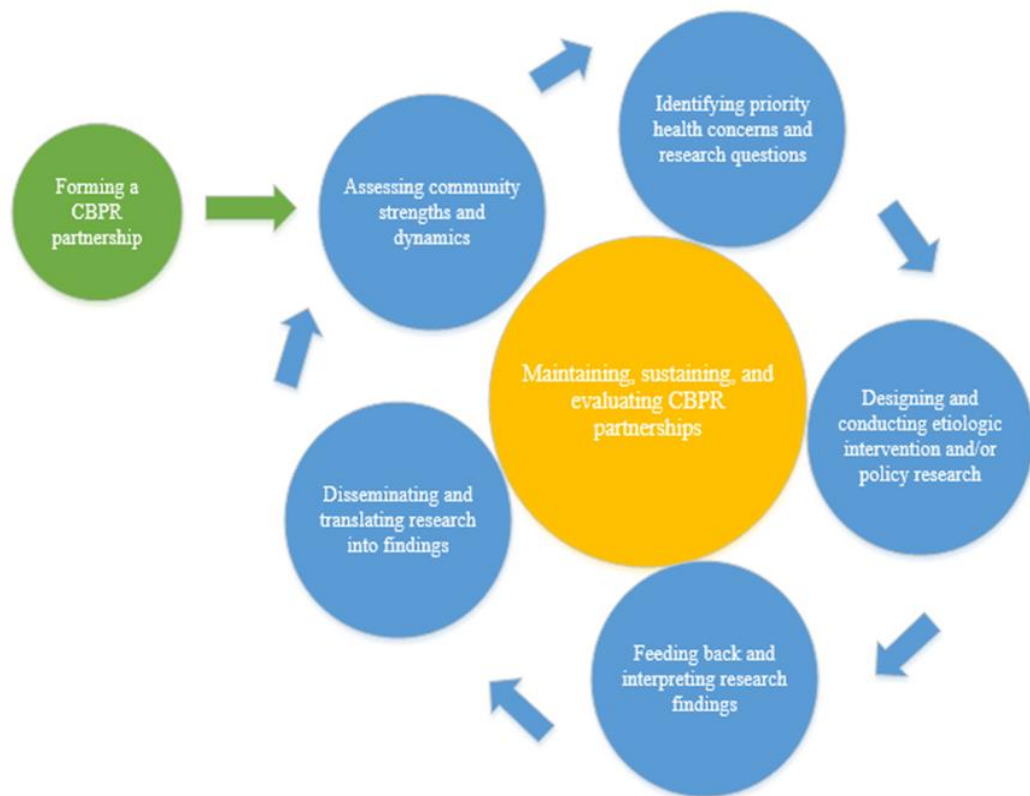 Forming a
CBPR
partnership
Assessing community
strengths and
dynamics
Identifying priority
health concerns and
research questions
Maintaining, sustaining, and
evaluating CBPR
partnerships
Designing and
conducting etiologic
intervention and/or
policy research
Feeding back and
interpreting research
findings
Disseminating and
translating research
into findings